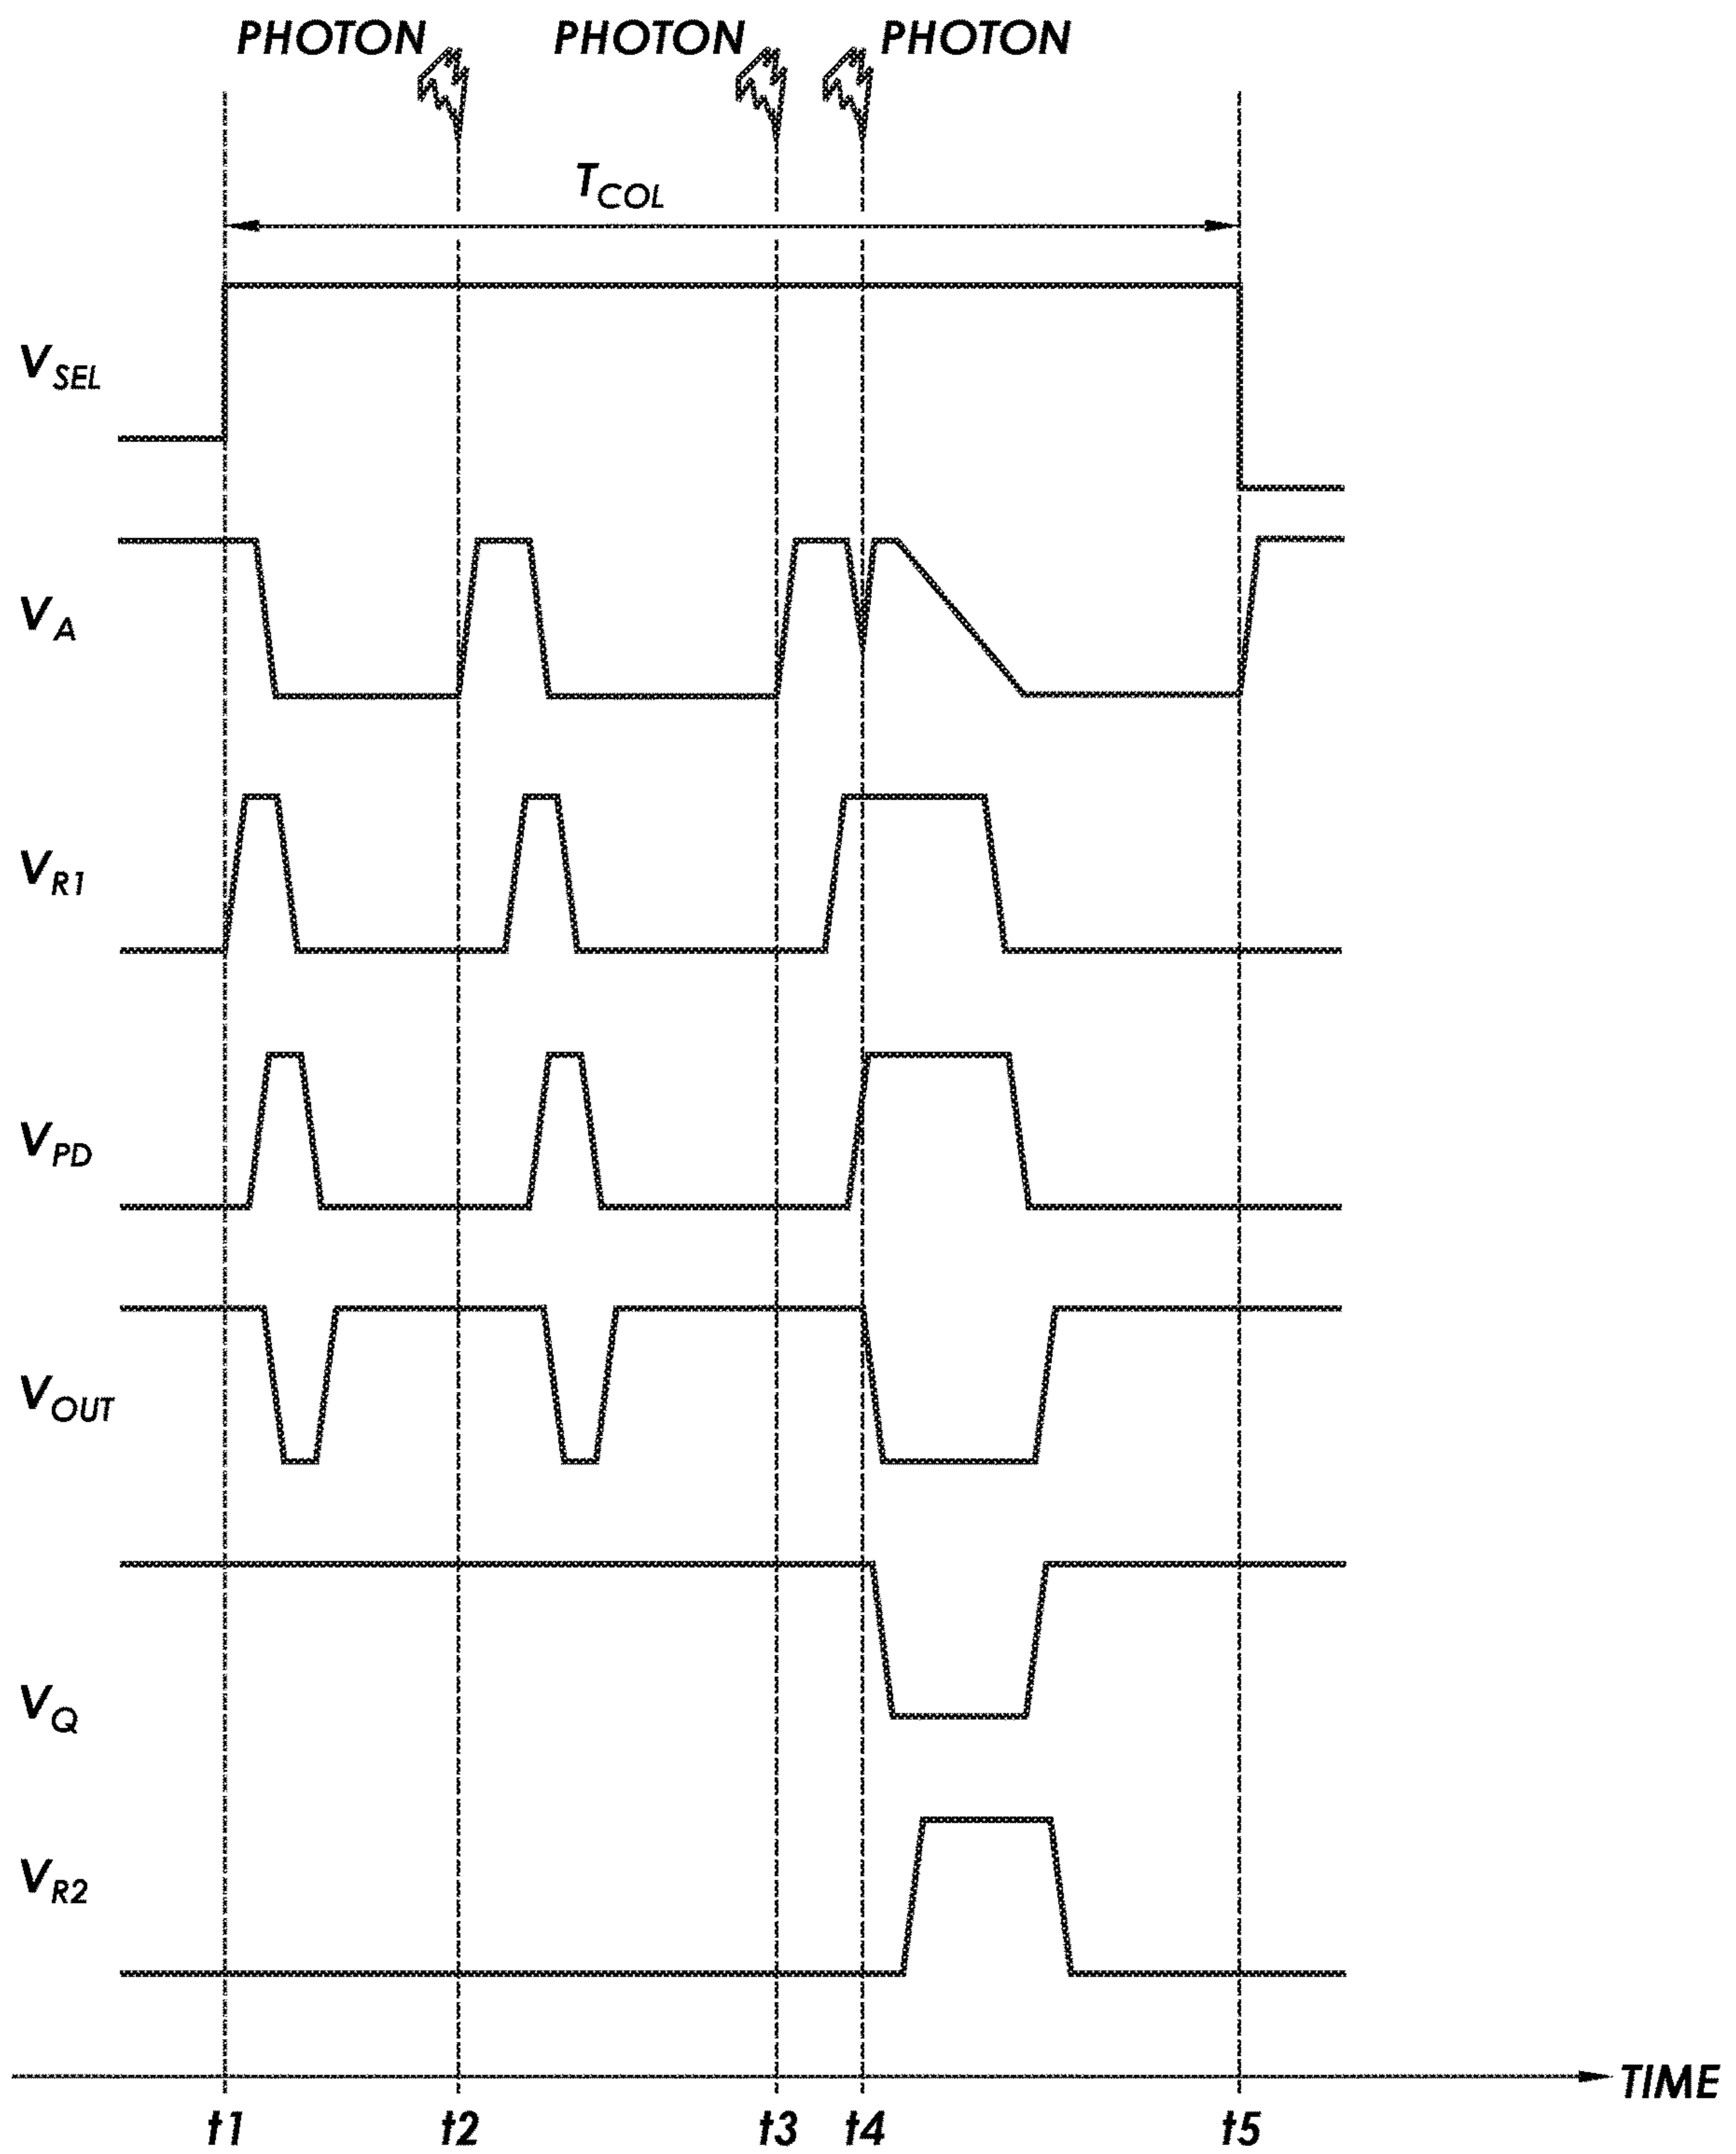 PHOTON PHOTON PHOTON
TCOL
VSEL
VA
VR1
VPD
VOUT
VQ
VR2
TIME
t1 t2 t3 t4 t5